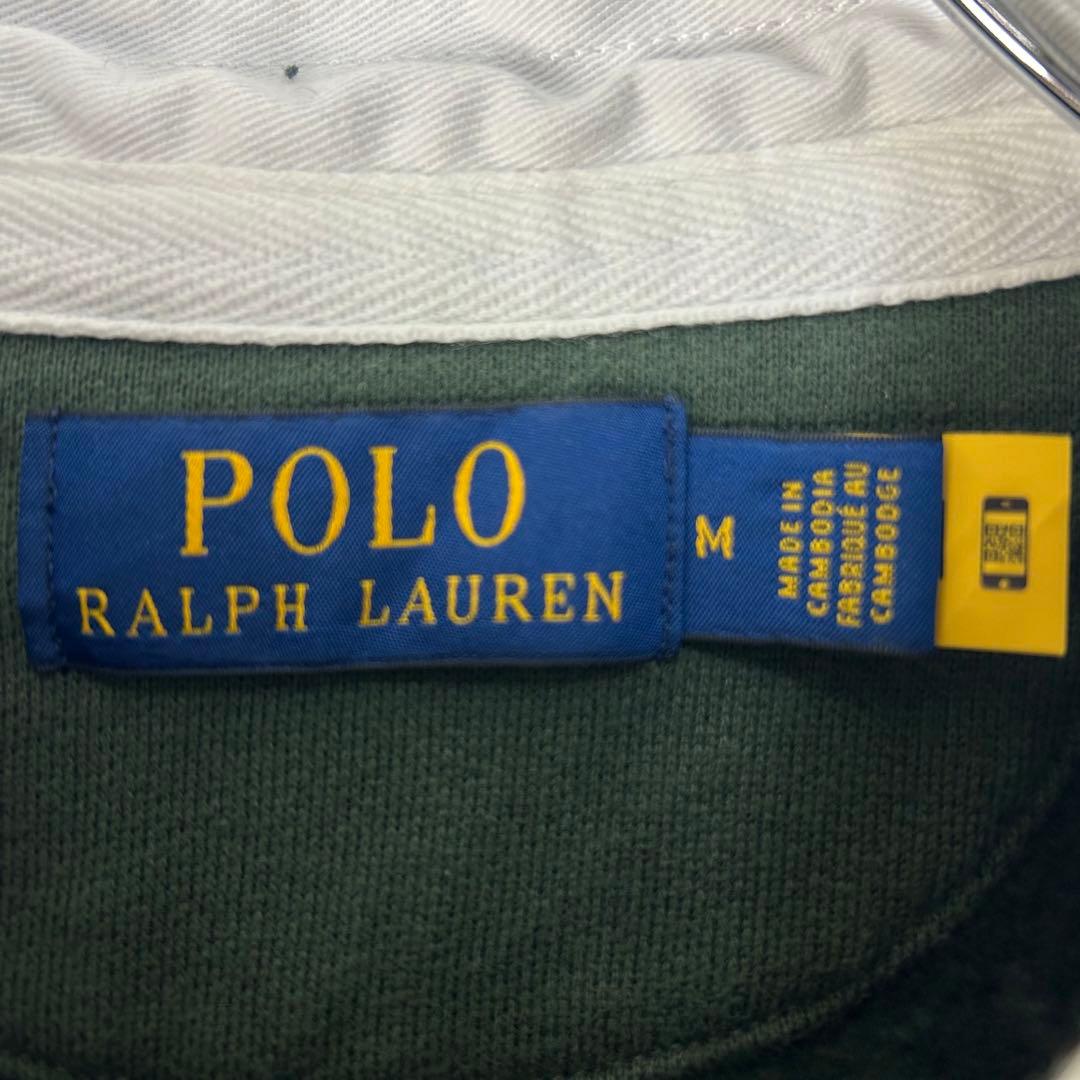 POLO
RALPH LAUREN
M
MADE IN
CAMBODIA
FABRIQUÉ AU
CAMBODGE